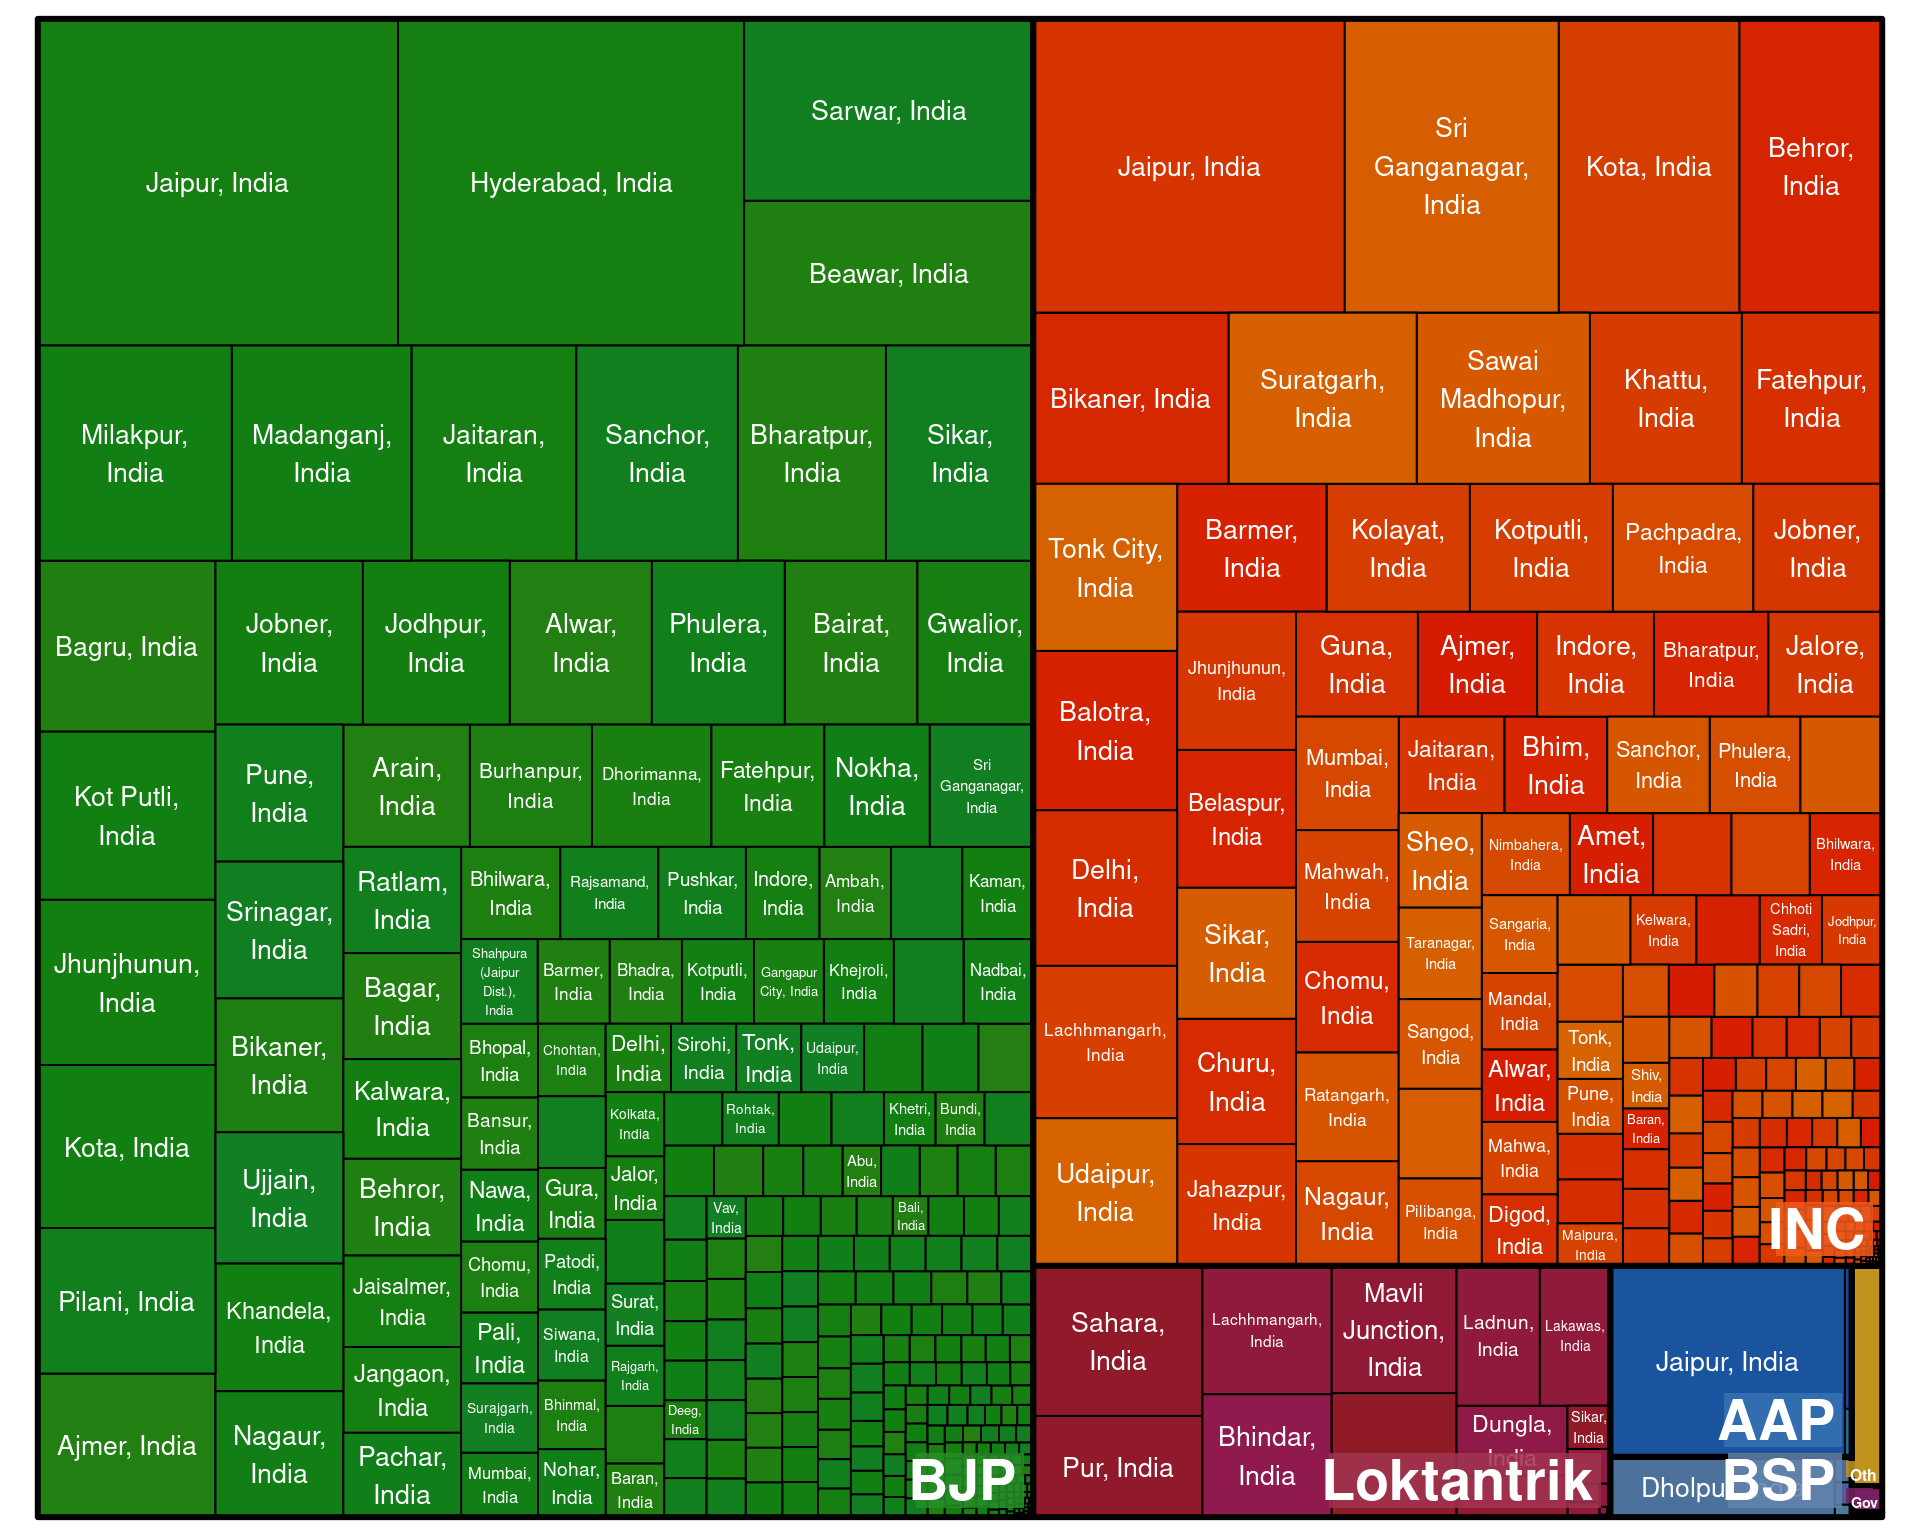 Jaipur, India
Hyderabad, India
Sarwar, India
Beawar, India
Milakpur,
India
Madanganj,
India
Jaitaran,
India
Sanchor,
India
Bharatpur,
India
Sikar,
India
Bagru, India
Jobner,
India
Jodhpur,
India
Alwar,
India
Phulera,
India
Bairat,
India
Gwalior,
India
Kot Putli,
India
Pune,
India
Arain,
India
Burhanpur,
India
Dhorimanna,
India
Fatehpur,
India
Nokha,
India
Sri
Ganganagar,
India
Jhunjhunun,
India
Srinagar,
India
Ratlam,
India
Bhilwara,
India
Rajsamand,
India
Pushkar,
India
Indore,
India
Ambah,
India
Kaman,
India
Bagar,
India
Shahpura
(Jaipur
Dist.),
India
Barmer,
India
Bhadra,
India
Kotputli,
India
Gangapur
City, India
Khejroli,
India
Nadbai,
India
Bikaner,
India
Kota, India
Kalwara,
India
Bhopal,
India
Chohtan,
India
Delhi,
India
Sirohi,
India
Tonk,
India
Udaipur,
India
Bansur,
India
Kolkata,
India
Rohtak,
India
Khetri,
India
Bundi,
India
Ujjain,
India
Behror,
India
Nawa,
India
Gura,
India
Jalor,
India
Abu,
India
Vav,
India
Bali,
India
Pilani, India
Khandela,
India
Jaisalmer,
India
Chomu,
India
Patodi,
India
Surat,
India
Pali,
India
Siwana,
India
Jangaon,
India
Rajgarh,
India
Ajmer, India
Nagaur,
India
Pachar,
India
Surajgarh,
India
Bhinmal,
India
Deeg,
India
Mumbai,
India
Nohar,
India
Baran,
India
BJP
Jaipur, India
Sri
Ganganagar,
India
Kota, India
Behror,
India
Bikaner, India
Suratgarh,
India
Sawai
Madhopur,
India
Khattu,
India
Fatehpur,
India
Tonk City,
India
Barmer,
India
Kolayat,
India
Kotputli,
India
Pachpadra,
India
Jobner,
India
Balotra,
India
Jhunjhunun,
India
Guna,
India
Ajmer,
India
Indore,
India
Bharatpur,
India
Jalore,
India
Mumbai,
India
Jaitaran,
India
Bhim,
India
Sanchor,
India
Phulera,
India
Belaspur,
India
Delhi,
India
Mahwah,
India
Sheo,
India
Nimbahera,
India
Amet,
India
Bhilwara,
India
Sikar,
India
Chomu,
India
Taranagar,
India
Sangaria,
India
Kelwara,
India
Chhoti
Sadri,
India
Jodhpur,
India
Lachhmangarh,
India
Churu,
India
Ratangarh,
India
Sangod,
India
Mandal,
India
Tonk,
India
Alwar,
India
Pune,
India
Shiv,
India
Baran,
India
Udaipur,
India
Jahazpur,
India
Nagaur,
India
Pilibanga,
India
Mahwa,
India
Digod,
India
Malpura,
India
INC
Sahara,
India
Lachhmangarh,
India
Mavli
Junction,
India
Ladnun,
India
Lakawas,
India
Pur, India
Bhindar,
India
Dungla,
India
Sikar,
India
Loktantrik
Jaipur, India
AAP
BSP
Oth
Gov